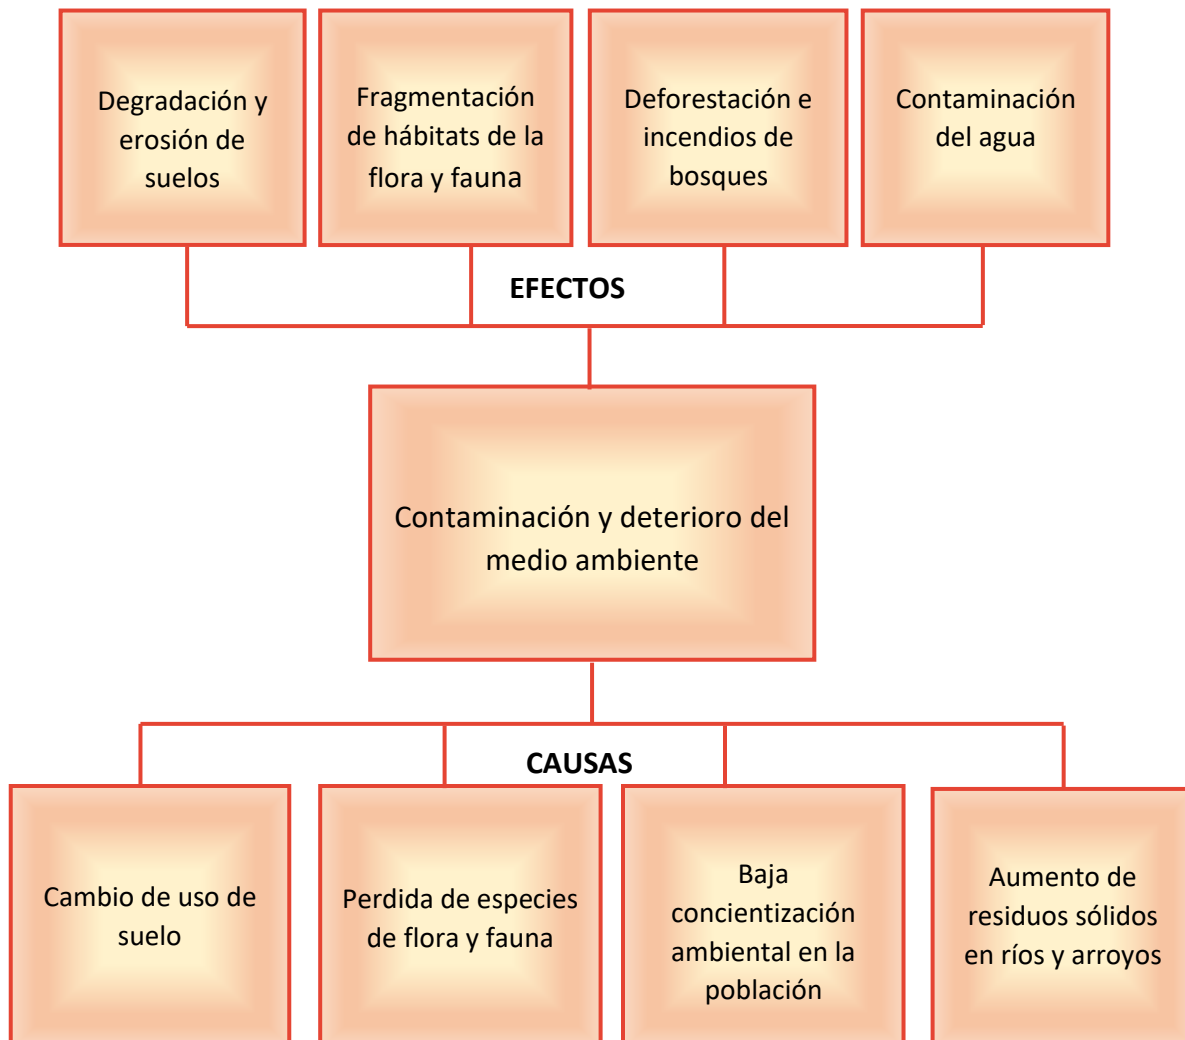 Degradación y
erosión de
suelos
Fragmentación
de hábitats de la
flora y fauna
Deforestación e
incendios de
bosques
Contaminación
del agua
EFECTOS
Contaminación y deterioro del
medio ambiente
CAUSAS
Cambio de uso de
suelo
Perdida de especies
de flora y fauna
Baja
concientización
ambiental en la
población
Aumento de
residuos sólidos
en ríos y arroyos